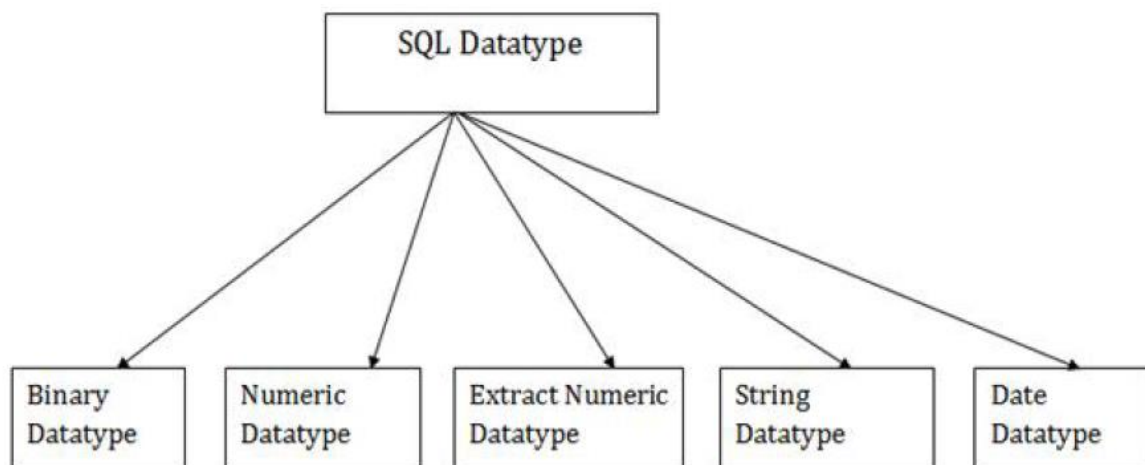 SQL Datatype
Binary
Datatype
Numeric
Datatype
Extract Numeric
Datatype
String
Datatype
Date
Datatype